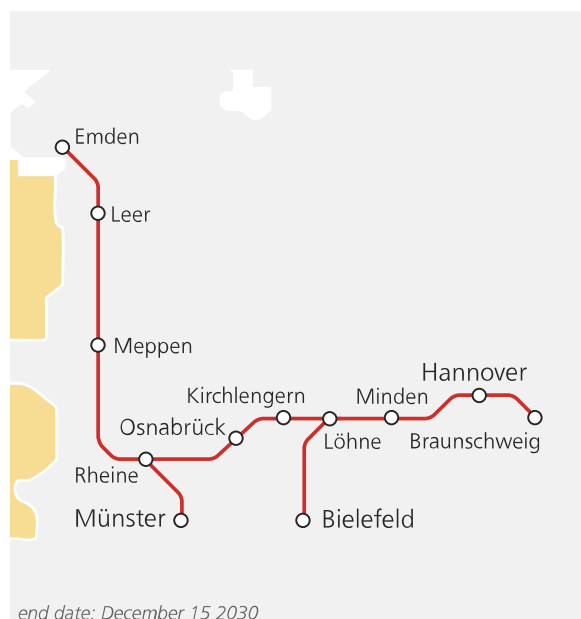 Emden
Leer
Meppen
Hannover
Kirchlengern
Minden
Osnabrück
Löhne
Braunschweig
Rheine
Münster
Bielefeld
end date: December 15 2030